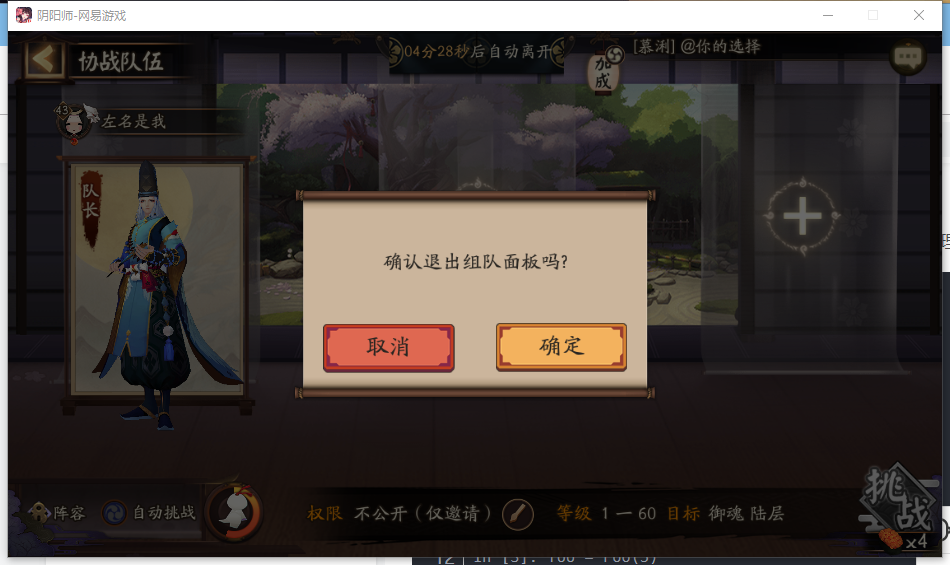 阴阳师-网易游戏
协战队伍
04分28秒后自动离开
加成
[慕涮] @你的选择
43
左名是我
队长
确认退出组队面板吗?
取消
确定
阵容
自动挑战
权限 不公开（仅邀请）
等级 1 一 60 目标 御魂 陆层
挑战
x4